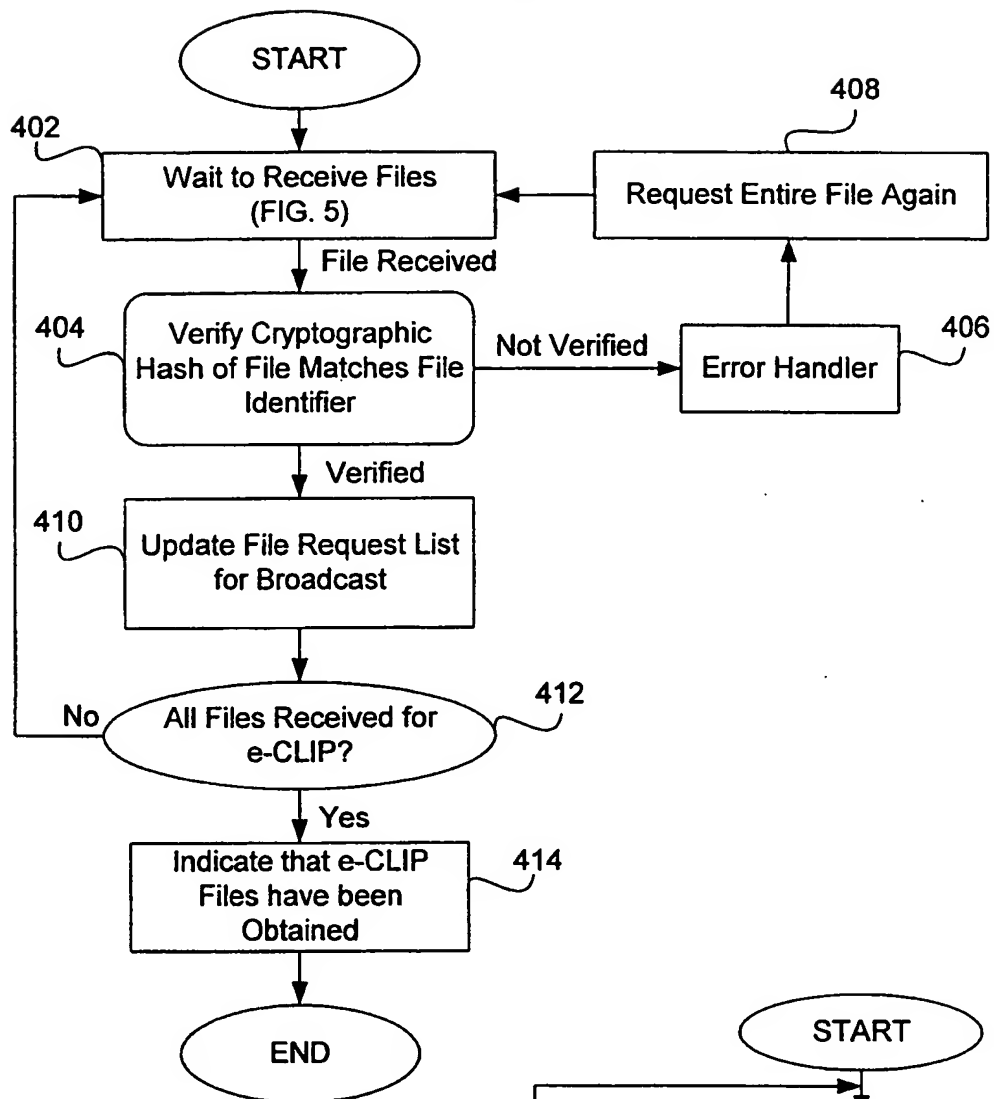 START
402
408
Wait to Receive Files
(FIG. 5)
Request Entire File Again
File Received
404
Verify Cryptographic
Hash of File Matches File
Identifier
Not Verified
Error Handler
406
Verified
410
Update File Request List
for Broadcast
No
All Files Received for
e-CLIP?
412
Yes
Indicate that e-CLIP
Files have been
Obtained
414
END
START